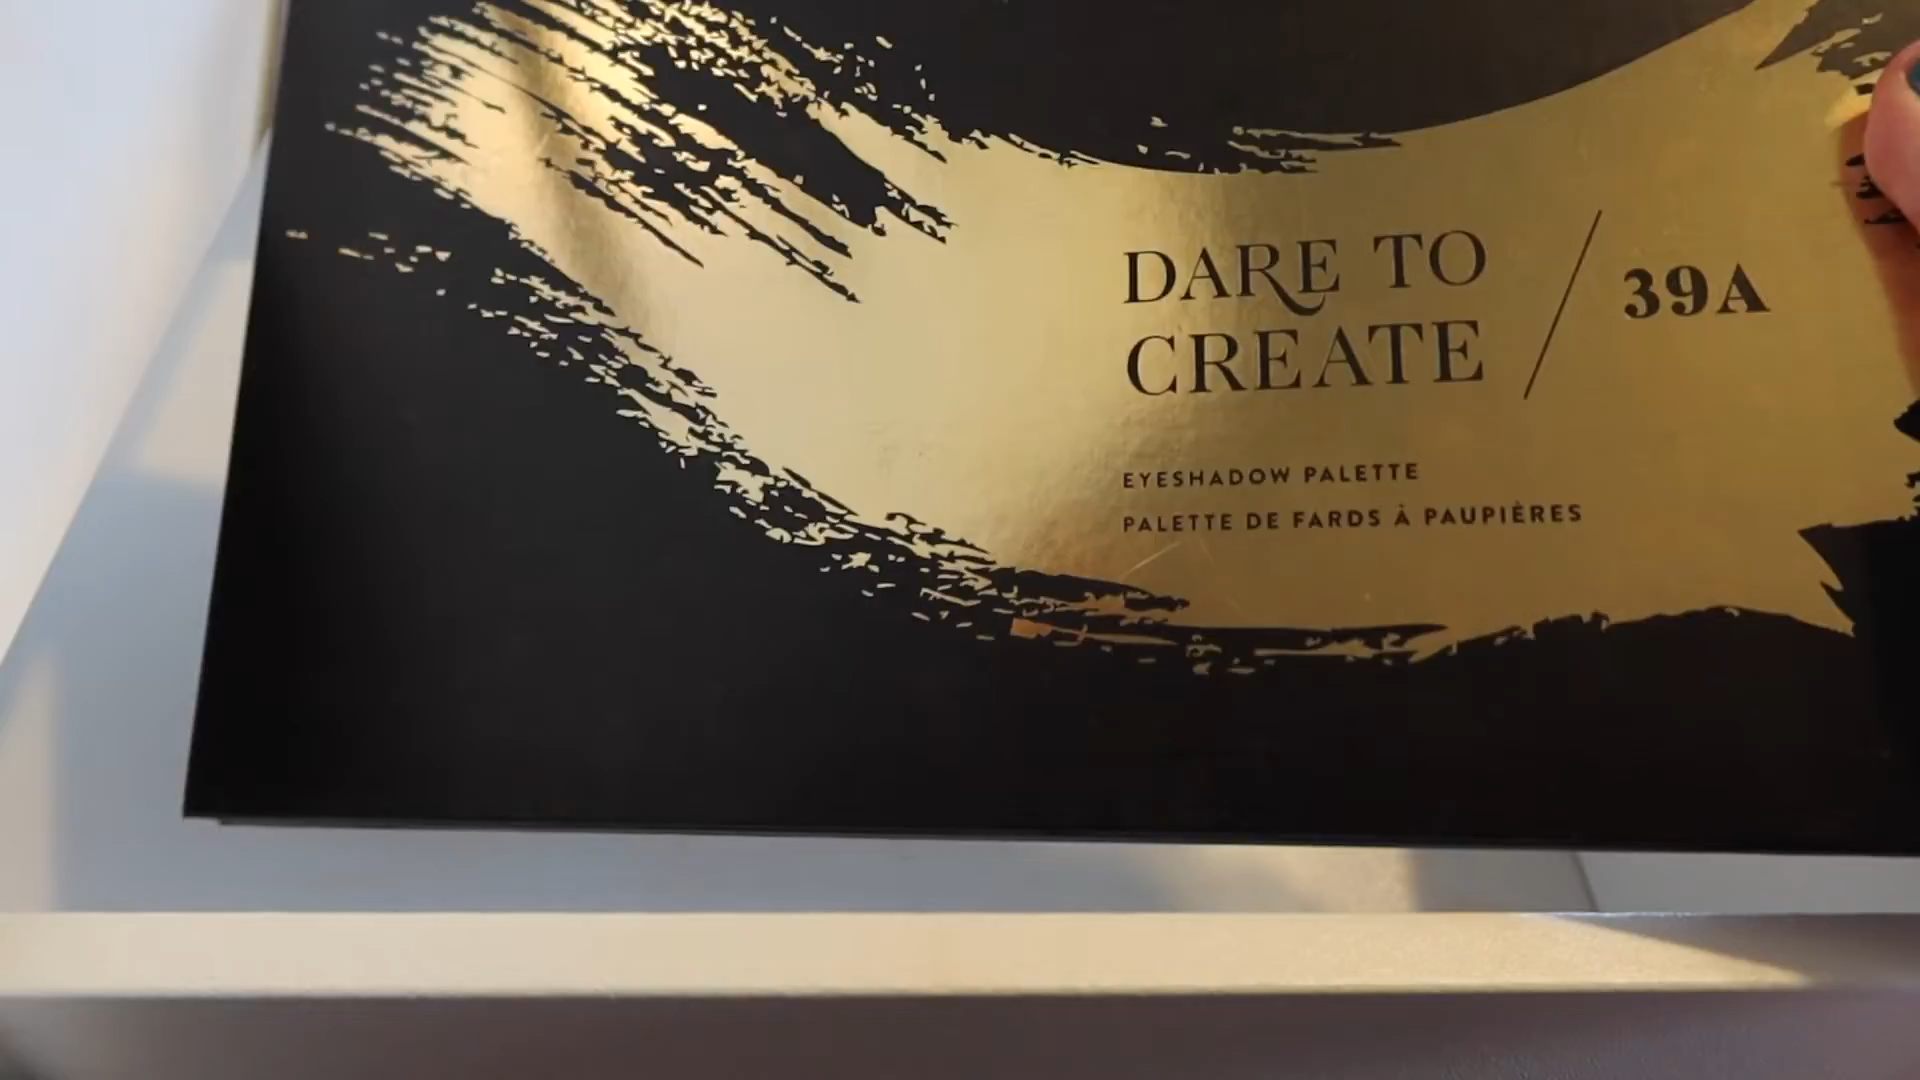 DARE TO
CREATE
39A
EYESHADOW PALETTE
PALETTE DE FARDS À PAUPIÈRES